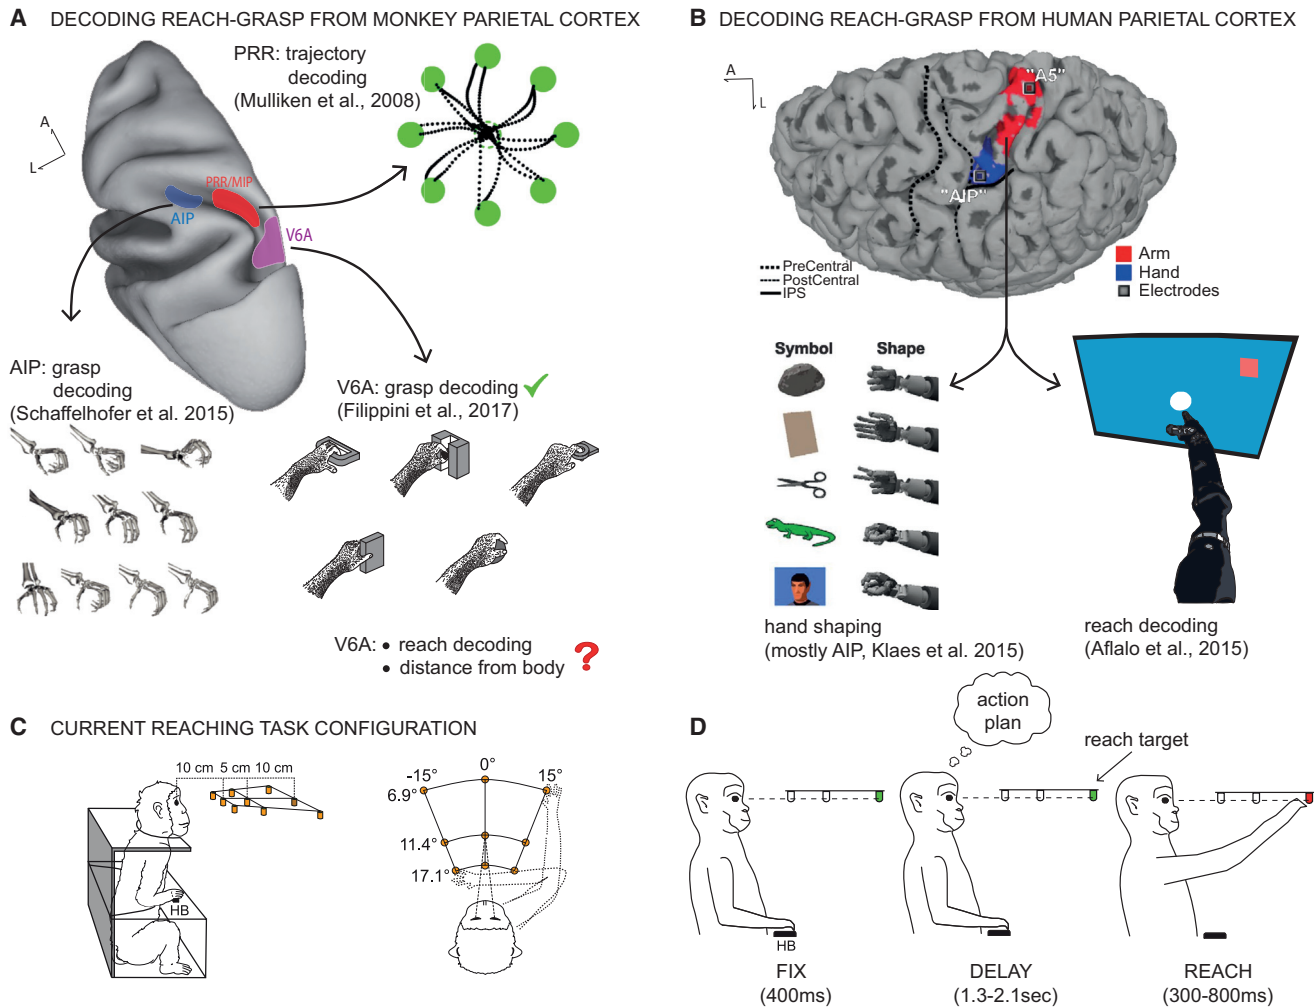 A DECODING REACH-GRASP FROM MONKEY PARIETAL CORTEX
PRR: trajectory
decoding
(Mulliken et al., 2008)
A
L
PRR/MIP
AIP
V6A
AIP: grasp
decoding
(Schaffelhofer et al. 2015)
V6A: grasp decoding
(Filippini et al., 2017)
V6A: • reach decoding
• distance from body ?
B DECODING REACH-GRASP FROM HUMAN PARIETAL CORTEX
A
L
"A5"
"AIP"
PreCentral
PostCentral
IPS
Arm
Hand
Electrodes
Symbol Shape
hand shaping
(mostly AIP, Klaes et al. 2015)
reach decoding
(Aflalo et al., 2015)
C CURRENT REACHING TASK CONFIGURATION
10 cm 5 cm 10 cm
HB
0°
-15° 15°
6.9°
11.4°
17.1°
D
action
plan
reach target
HB
FIX
(400ms)
DELAY
(1.3-2.1sec)
REACH
(300-800ms)